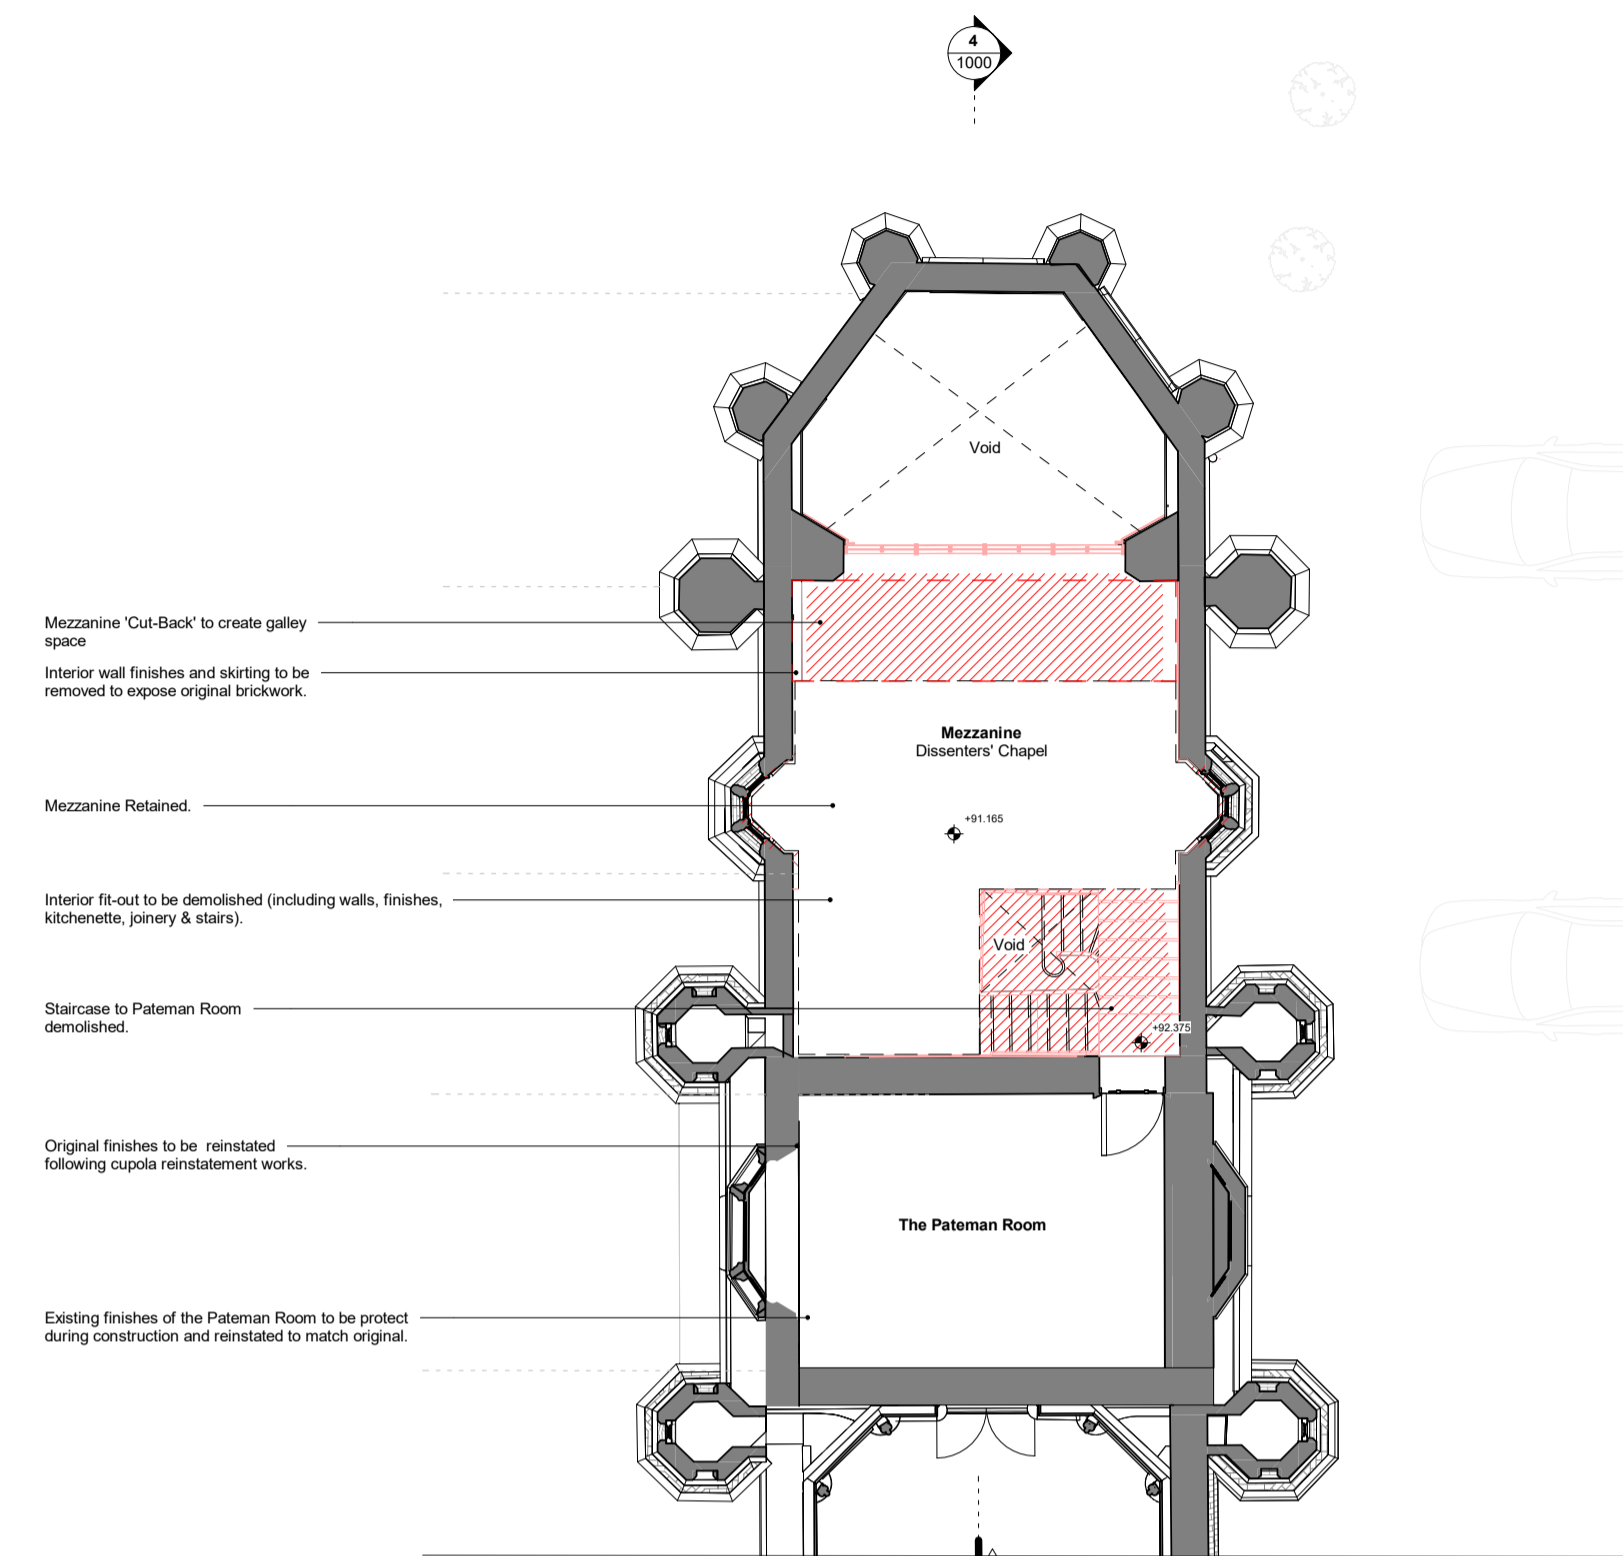 4
1000
Void
Mezzanine 'Cut-Back' to create galley
space
Interior wall finishes and skirting to be
removed to expose original brickwork.
Mezzanine
Dissenters' Chapel
Mezzanine Retained.
+91.165
Interior fit-out to be demolished (including walls, finishes,
kitchenette, joinery & stairs).
Void
Staircase to Pateman Room
demolished.
+92.375
Original finishes to be  reinstated
following cupola reinstatement works.
The Pateman Room
Existing finishes of the Pateman Room to be protect
during construction and reinstated to match original.